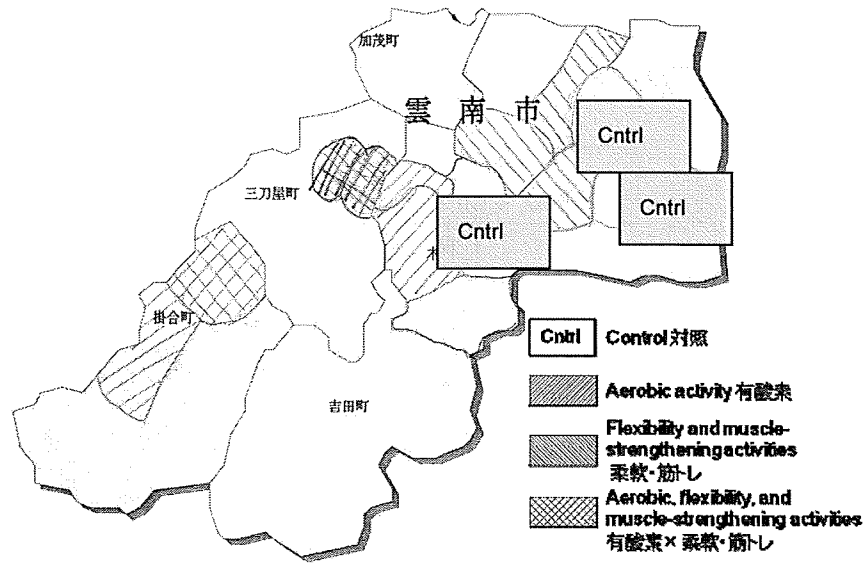 加茂町
雲南市
Cntrl
三刀屋町
Cntrl
Cntrl
掛合町
吉田町
Cntrl Control 対照
Aerobic activity 有酸素
Flexibility and muscle-
strengthening activities
柔軟・筋トレ
Aerobic, flexibility, and
muscle-strengthening activities
有酸素×柔軟・筋トレ